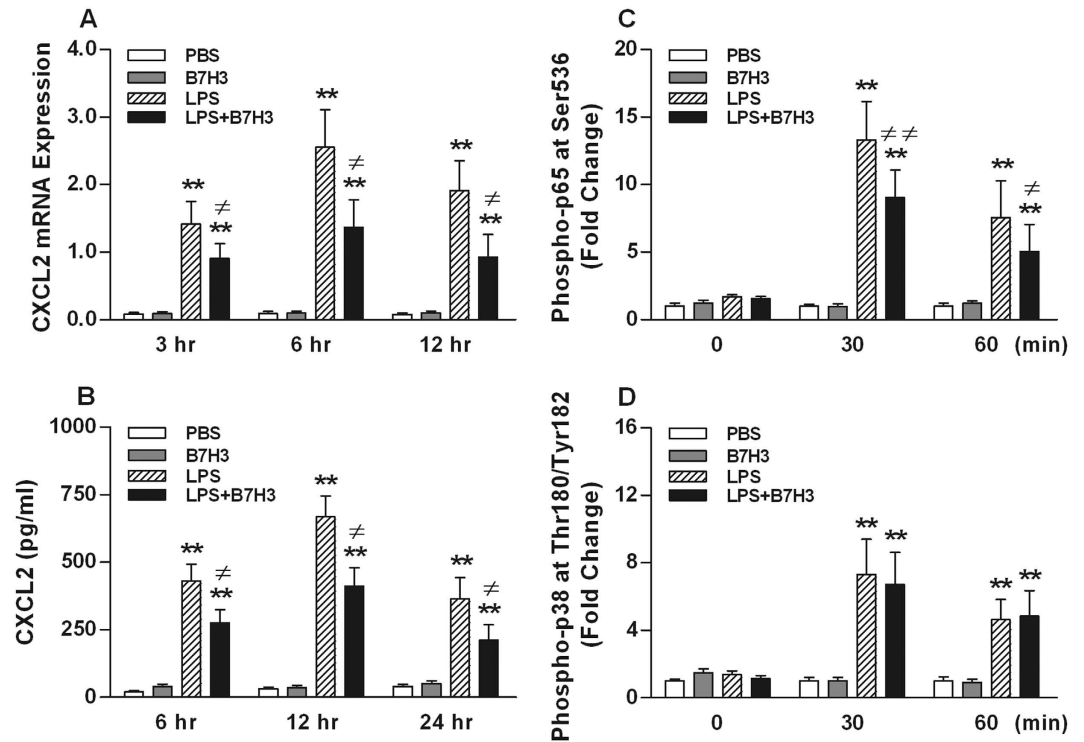 A
CXCL2 mRNA Expression
4.0
3.0
2.0
1.0
0.0
PBS
B7H3
LPS
LPS+B7H3
**
≠
**
**
≠
**
**
≠
**
3 hr 6 hr 12 hr
B
CXCL2 (pg/ml)
1000
750
500
250
0
PBS
B7H3
LPS
LPS+B7H3
**
≠
**
**
≠
**
**
≠
**
6 hr 12 hr 24 hr
C
Phospho-p65 at Ser536
(Fold Change)
20
15
10
5
0
PBS
B7H3
LPS
LPS+B7H3
**
≠ ≠
**
**
≠
**
0 30 60 (min)
D
Phospho-p38 at Thr180/Tyr182
(Fold Change)
16
12
8
4
0
PBS
B7H3
LPS
LPS+B7H3
** **
** **
0 30 60 (min)